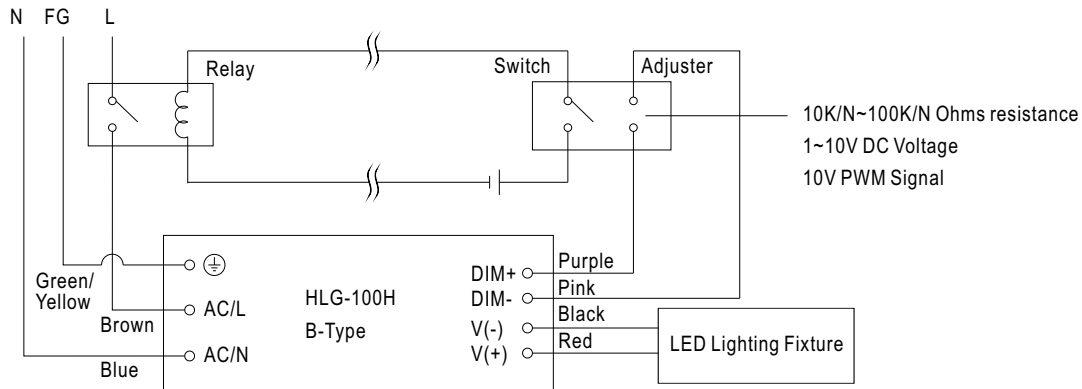 N FG L
Relay
Switch
Adjuster
10K/N~100K/N Ohms resistance
1~10V DC Voltage
10V PWM Signal
Green/
Yellow
Brown
Blue
AC/L
AC/N
HLG-100H
B-Type
DIM+
DIM-
V(-)
V(+)
Purple
Pink
Black
Red
LED Lighting Fixture